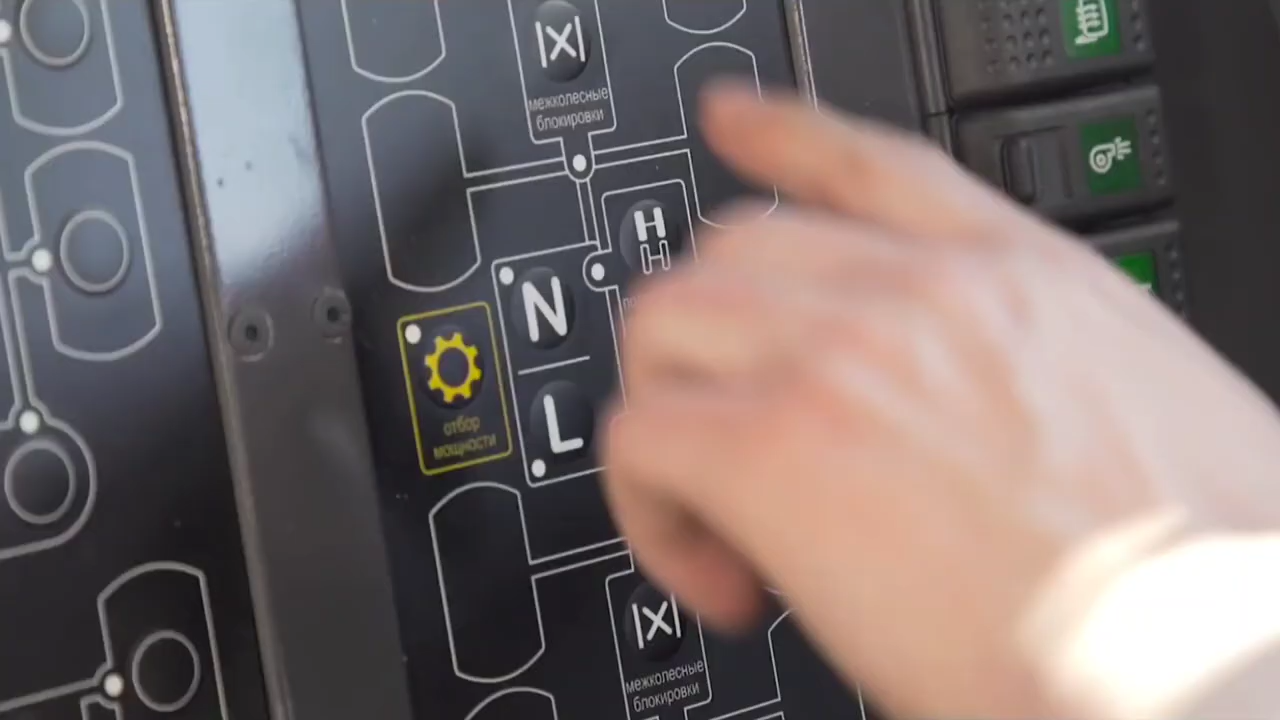 межколесные
блокировки
H
H
N
L
отбор
мощности
межколесные
блокировки